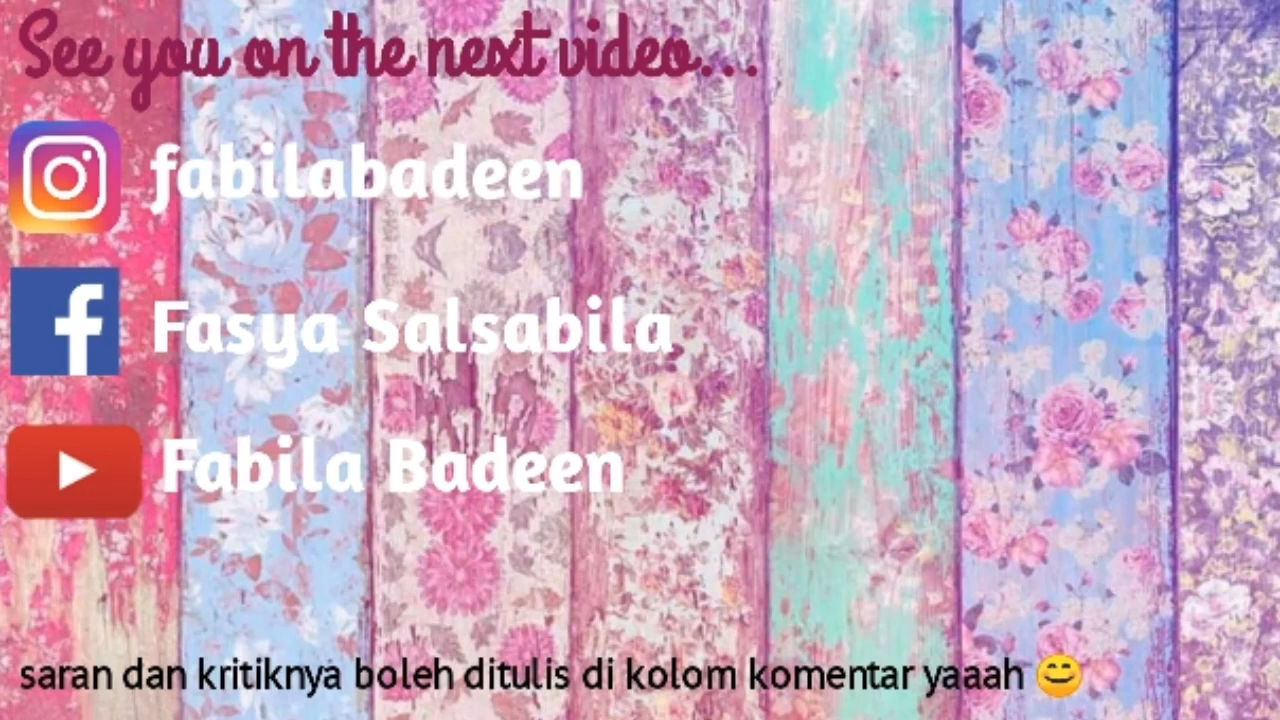 See you on the next video...
fabilabadeen
Fasya Salsabila
Fabila Badeen
saran dan kritiknya boleh ditulis di kolom komentar yaaah 😊